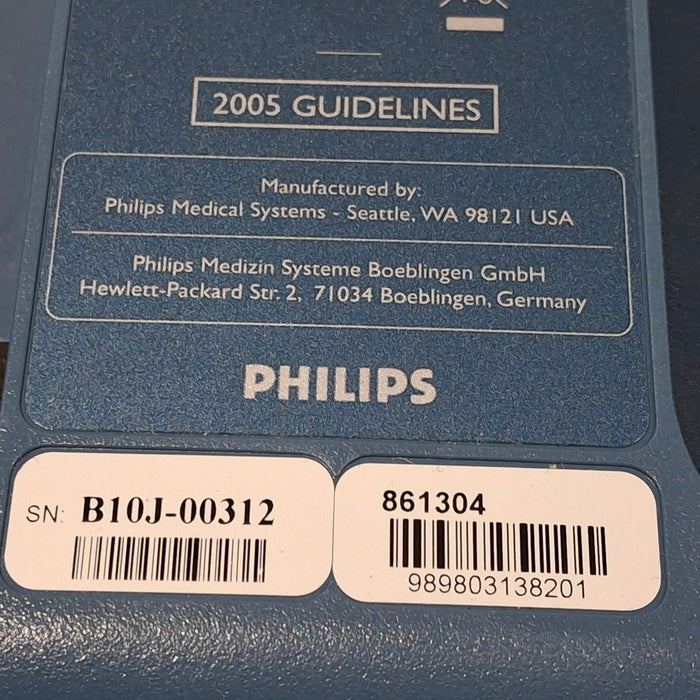 2005 GUIDELINES
Manufactured by:
Philips Medical Systems - Seattle, WA 98121 USA
Philips Medizin Systeme Boeblingen GmbH
Hewlett-Packard Str. 2, 71034 Boeblingen, Germany
PHILIPS
SN: B10J-00312
861304
989803138201